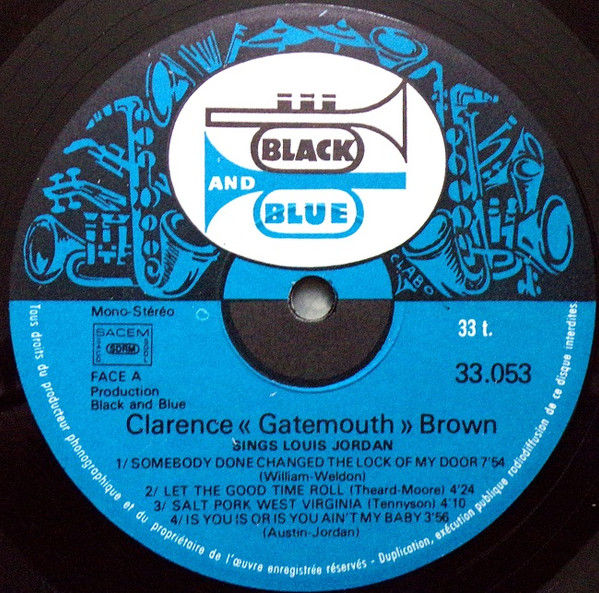 BLACK
AND
BLUE
CLABO
Mono-Stéréo
33 t.
SACEM
SDRM
FACE A
33.053
Production
Black and Blue
Clarence « Gatemouth » Brown
SINGS LOUIS JORDAN
1/ SOMEBODY DONE CHANGED THE LOCK OF MY DOOR 7'54
(William-Weldon)
2/ LET THE GOOD TIME ROLL (Theard-Moore) 4'24
3/ SALT PORK WEST VIRGINIA (Tennyson) 4'10
4/ IS YOU IS OR IS YOU AIN'T MY BABY 3'56
(Austin-Jordan)
Tous droits du producteur phonographique et du propriétaire de l'œuvre enregistrée réservés - Duplication, exécution publique radiodiffusion de ce disque interdites.